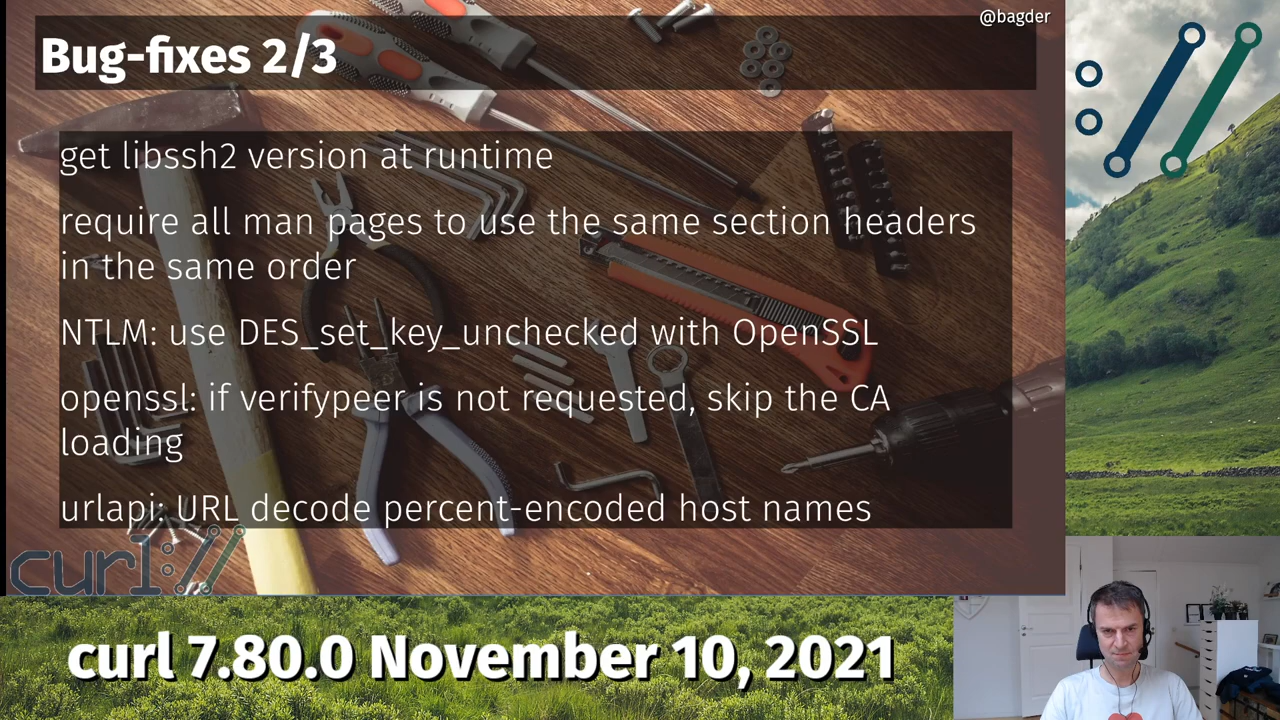 @bagder
Bug-fixes 2/3
get libssh2 version at runtime
require all man pages to use the same section headers
in the same order
NTLM: use DES_set_key_unchecked with OpenSSL
openssl: if verifypeer is not requested, skip the CA
loading
urlapi: URL decode percent-encoded host names
curl://
curl 7.80.0 November 10, 2021